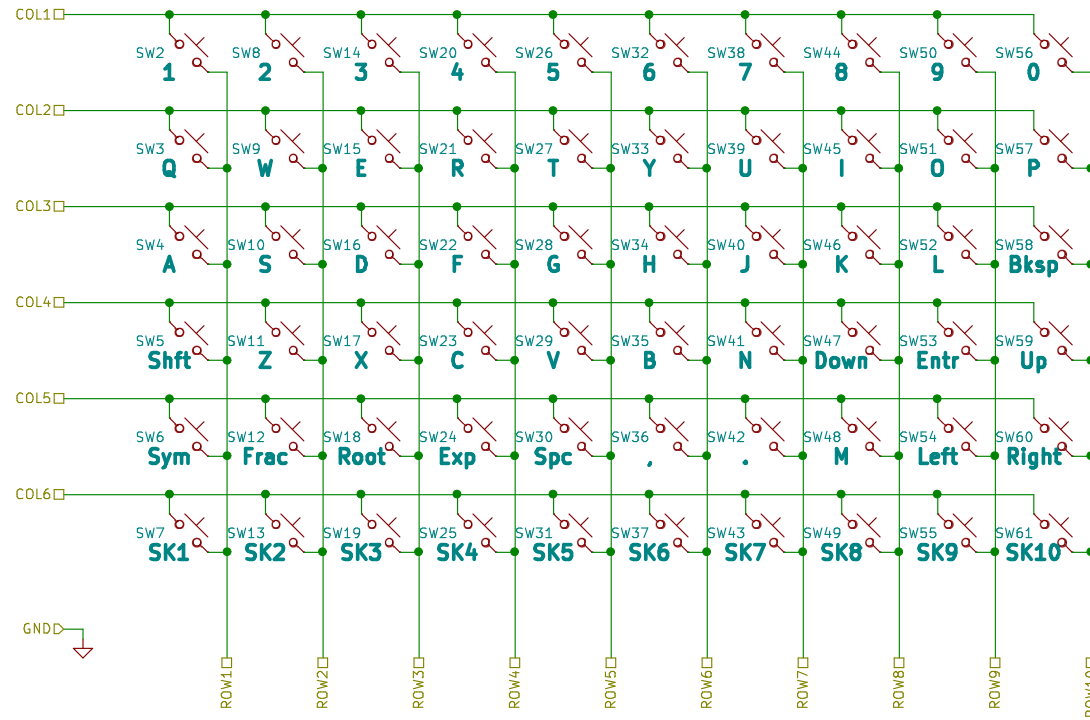 COL1
SW2 SW8 SW14 SW20 SW26 SW32 SW38 SW44 SW50 SW56
1 2 3 4 5 6 7 8 9 0
COL2
SW3 SW9 SW15 SW21 SW27 SW33 SW39 SW45 SW51 SW57
Q W E R T Y U I O P
COL3
SW4 SW10 SW16 SW22 SW28 SW34 SW40 SW46 SW52 SW58
A S D F G H J K L Bksp
COL4
SW5 SW11 SW17 SW23 SW29 SW35 SW41 SW47 SW53 SW59
Shft Z X C V B N Down Entr Up
COL5
SW6 SW12 SW18 SW24 SW30 SW36 SW42 SW48 SW54 SW60
Sym Frac Root Exp Spc , . M Left Right
COL6
SW7 SW13 SW19 SW25 SW31 SW37 SW43 SW49 SW55 SW61
SK1 SK2 SK3 SK4 SK5 SK6 SK7 SK8 SK9 SK10
GND
ROW1 ROW2 ROW3 ROW4 ROW5 ROW6 ROW7 ROW8 ROW9